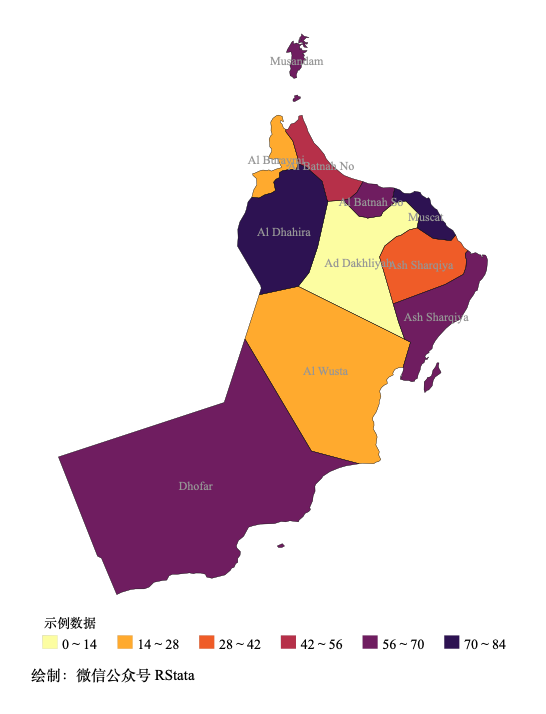 Musandam
Al Buraymi
Al Batnah No
Al Batnah So
Muscat
Al Dhahira
Ad Dakhliyah
Ash Sharqiya
Ash Sharqiya
Al Wusta
Dhofar
示例数据
0 ~ 14 14 ~ 28 28 ~ 42 42 ~ 56 56 ~ 70 70 ~ 84
绘制：微信公众号 RStata